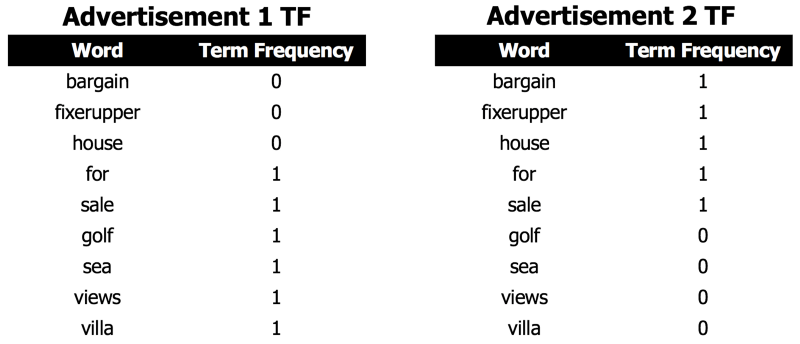 Advertisement 1 TF
Word Term Frequency
bargain 0
fixerupper 0
house 0
for 1
sale 1
golf 1
sea 1
views 1
villa 1
Advertisement 2 TF
Word Term Frequency
bargain 1
fixerupper 1
house 1
for 1
sale 1
golf 0
sea 0
views 0
villa 0